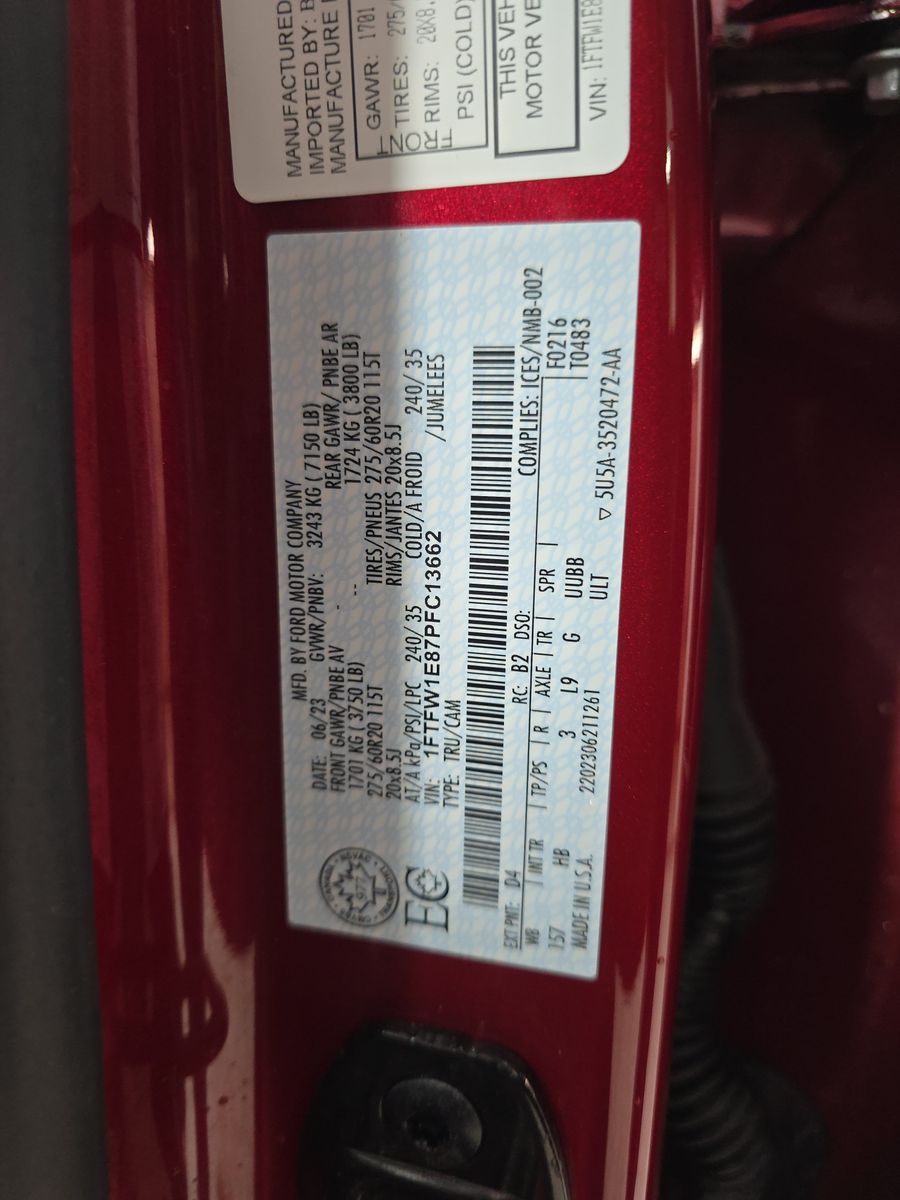 MFD. BY FORD MOTOR COMPANY
DATE: 06/23 GVWR/PNBV: 3243 KG ( 7150 LB)
FRONT GAWR/PNBE AV - REAR GAWR/ PNBE AR
1701 KG ( 3750 LB) -- 1724 KG ( 3800 LB)
275/60R20 115T TIRES/PNEUS 275/60R20 115T
20x8.5J RIMS/JANTES 20x8.5J
AT/A kPa/PSI/LPC 240/ 35 COLD/A FROID 240/ 35
VIN: 1FTFW1E87PFC13662 /JUMELEES
TYPE: TRU/CAM
EC
COMPLIES: ICES/NMB-002
EXT PNT: D4 RC: B2 DSO: F0216
WB | INT TR | TP/PS | R | AXLE | TR | SPR | T0483
157 HB 3 L9 G UUBB
ULT
MADE IN U.S.A. 2202306211261 ▽ 5U5A-3520472-AA
MANUFACTURED
IMPORTED BY: B
MANUFACTURE
GAWR: 1701
TIRES: 275/
RIMS: 20X8.
PSI (COLD)
THIS VEH
MOTOR VE
VIN: 1FTFW1E8